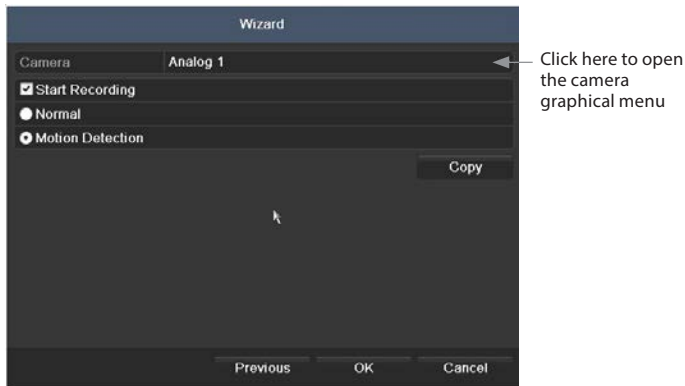 Wizard
Camera Analog 1
Start Recording
Normal
Motion Detection
Copy
Previous OK Cancel
Click here to open
the camera
graphical menu